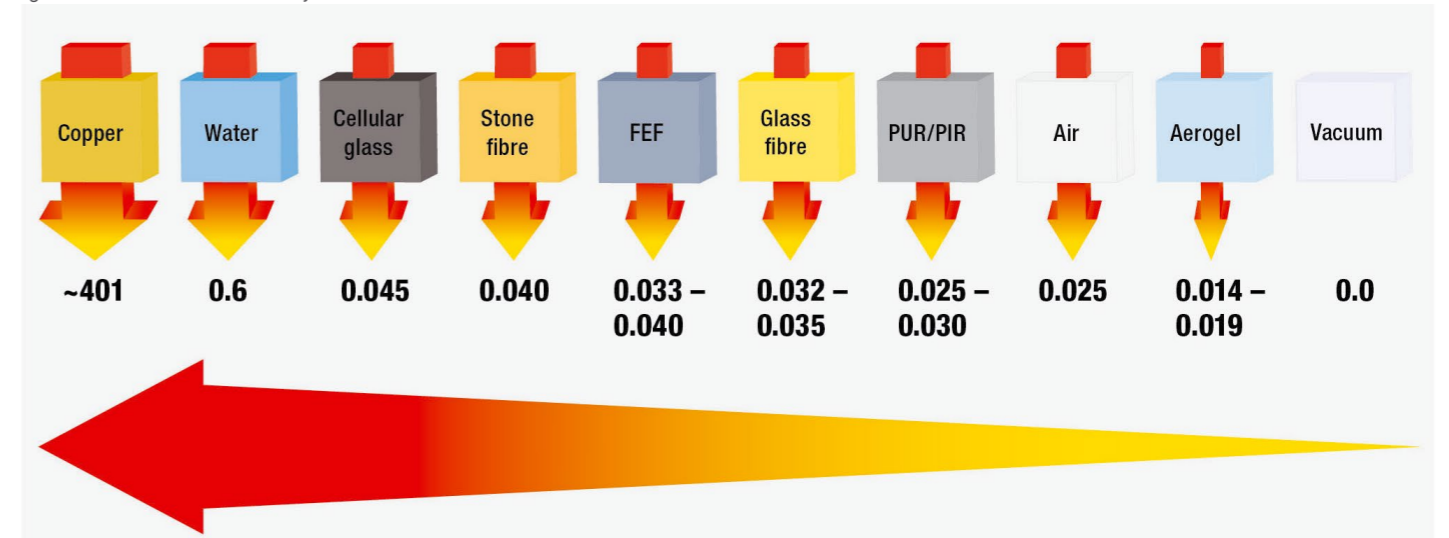 Copper
Water
Cellular
glass
Stone
fibre
FEF
Glass
fibre
PUR/PIR
Air
Aerogel
Vacuum
~401
0.6
0.045
0.040
0.033 –
0.040
0.032 –
0.035
0.025 –
0.030
0.025
0.014 –
0.019
0.0